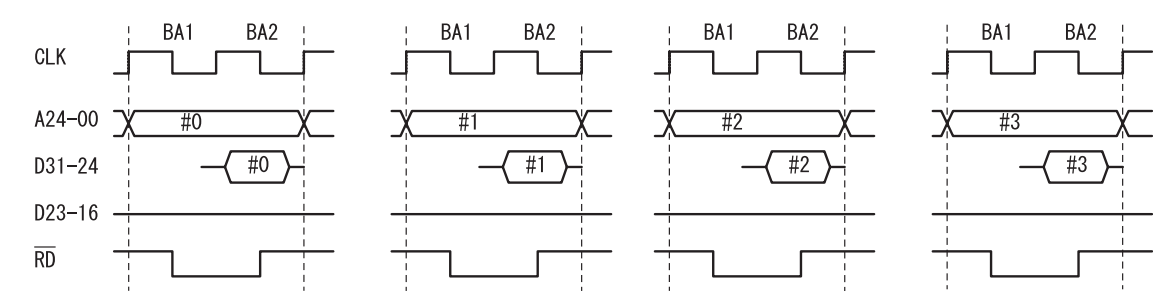 BA1 BA2 BA1 BA2 BA1 BA2 BA1 BA2
CLK
A24-00 #0 #1 #2 #3
D31-24 #0 #1 #2 #3
D23-16
RD